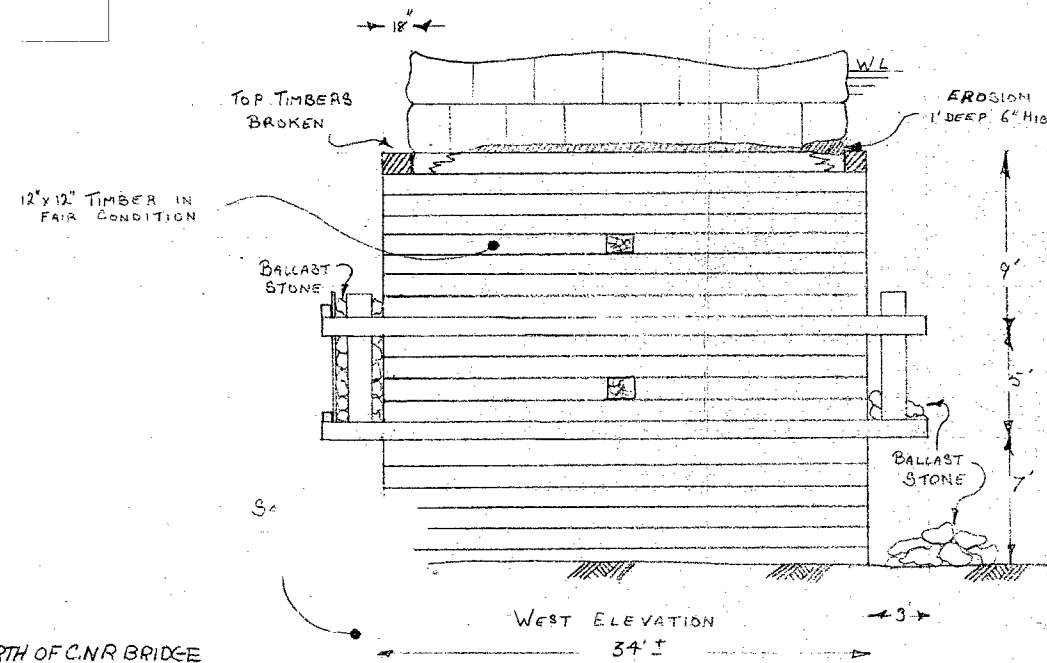 18"
WL
TOP TIMBERS
BROKEN
EROSION
1' DEEP 6" HIG
12"x12" TIMBER IN
FAIR CONDITION
BALLAST
STONE
9'
5'
BALLAST
STONE
7'
WEST ELEVATION
3'
34' ±
RTH OF C.N.R BRIDGE